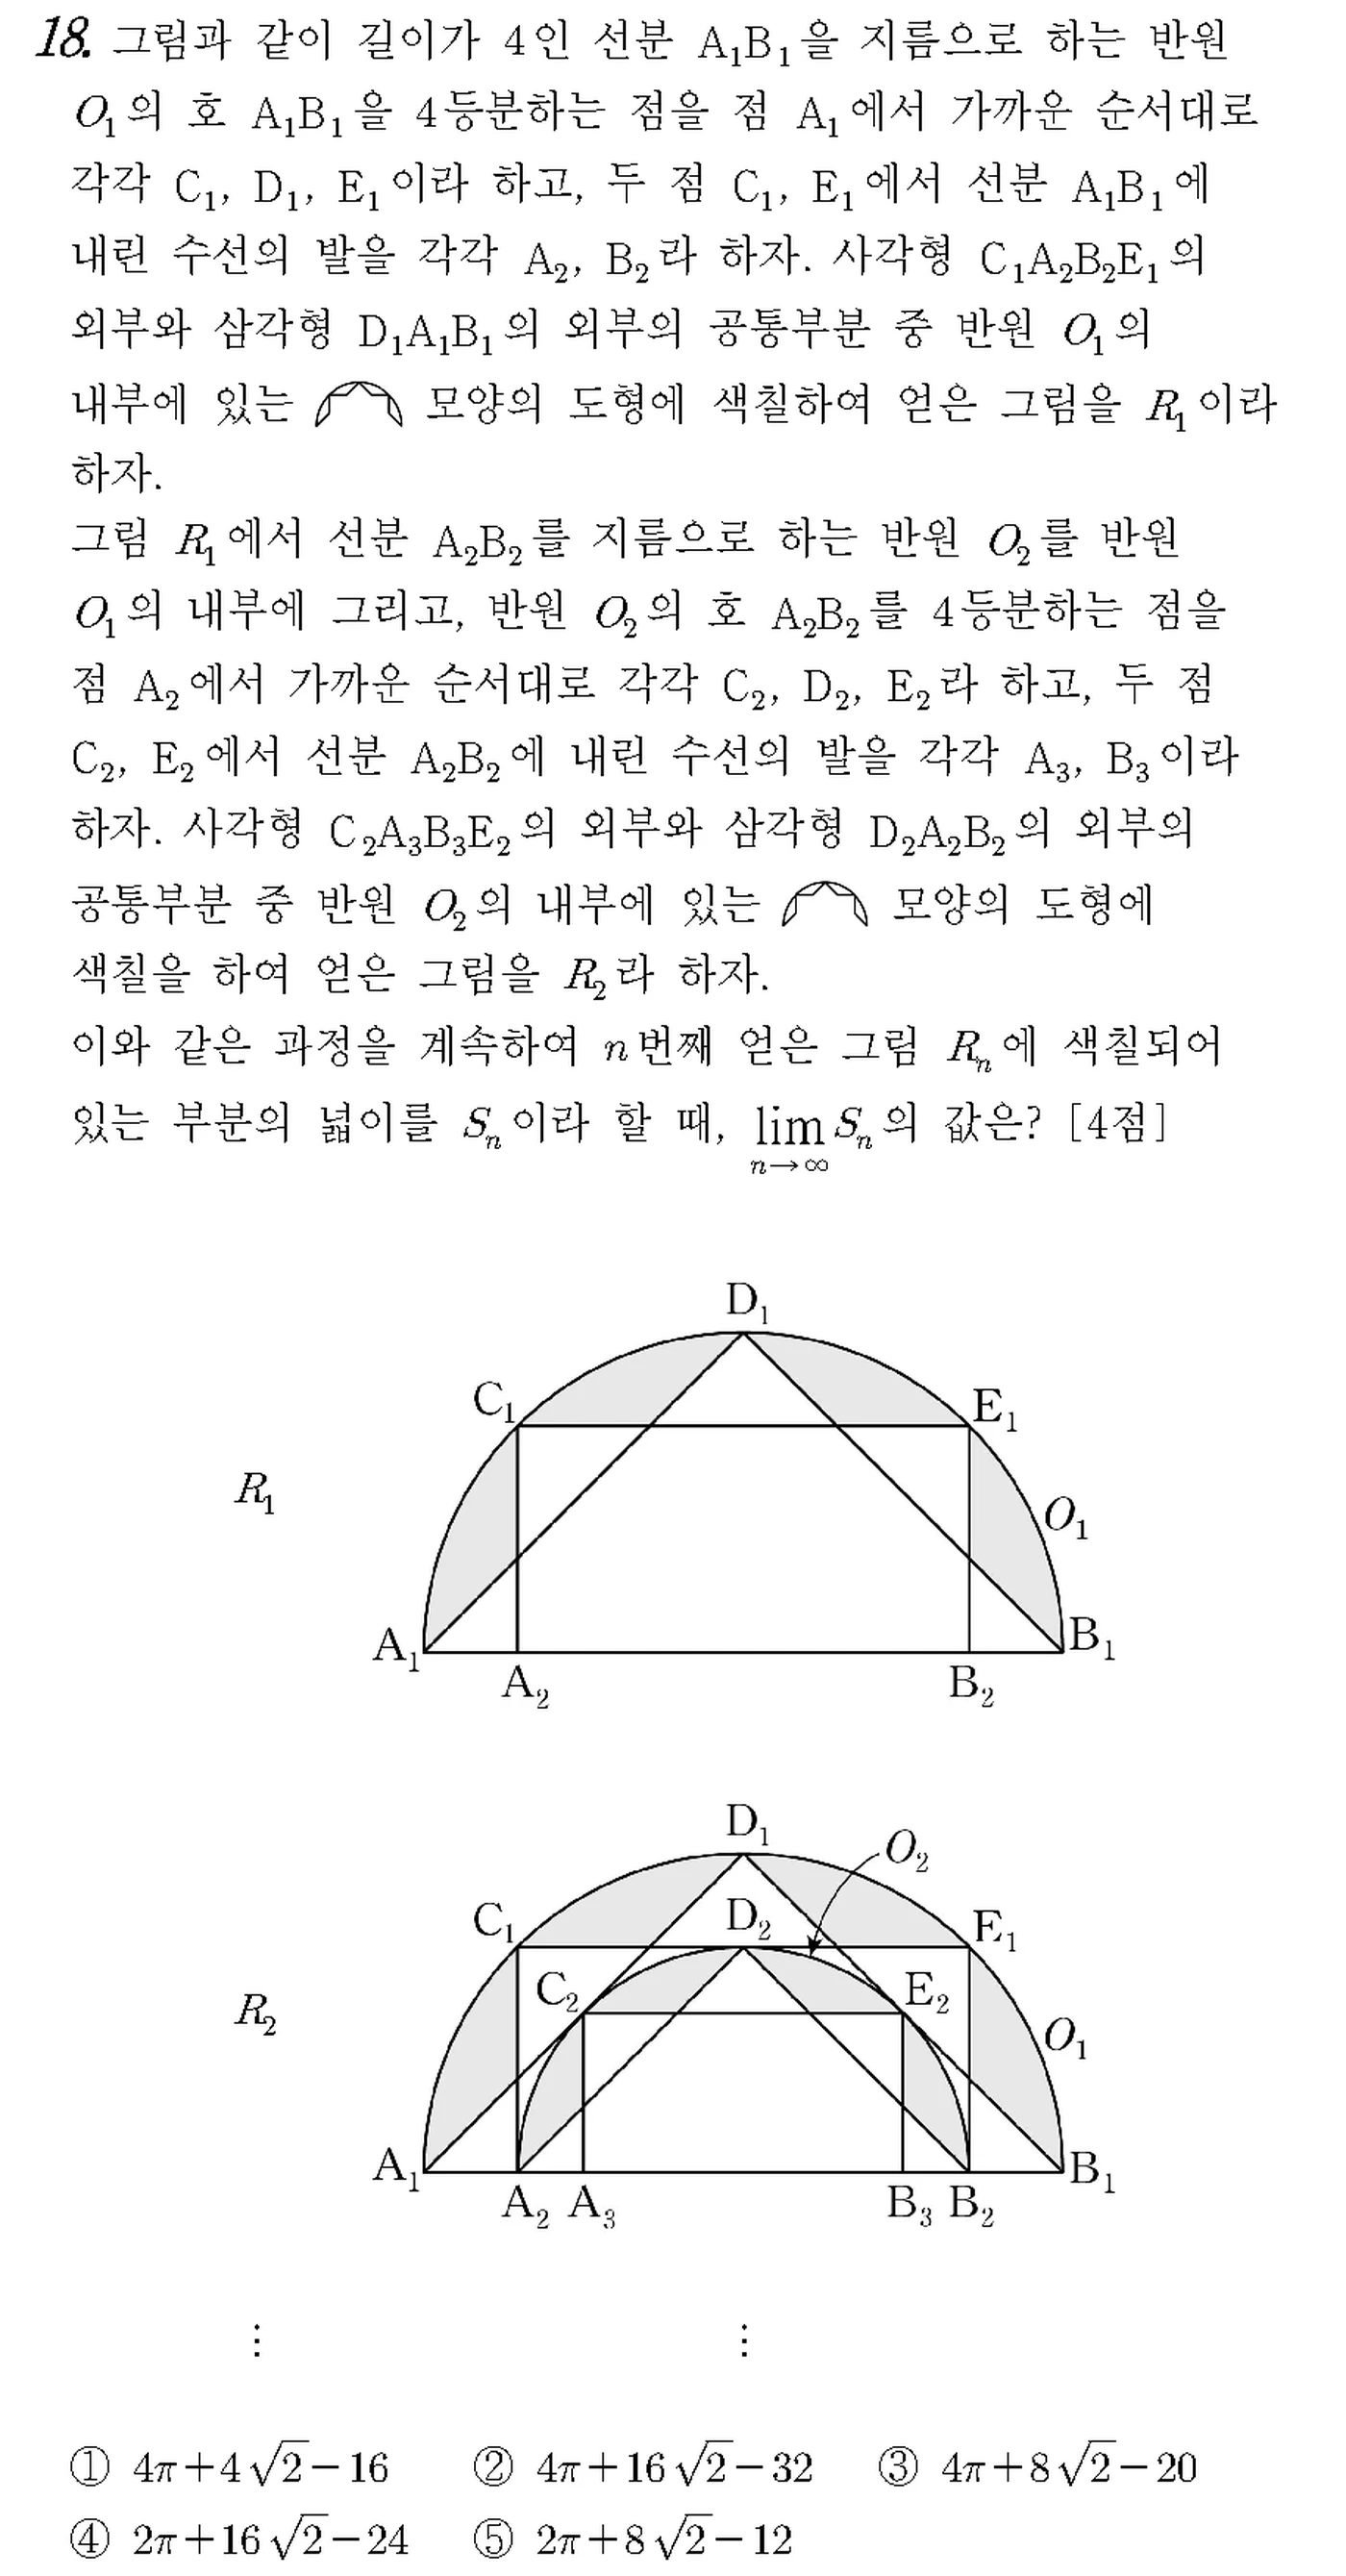 18. 그림과 같이 길이가 4인 선분 A₁B₁을 지름으로 하는 반원
O₁의 호 A₁B₁을 4등분하는 점을 점 A₁에서 가까운 순서대로
각각 C₁, D₁, E₁이라 하고, 두 점 C₁, E₁에서 선분 A₁B₁에
내린 수선의 발을 각각 A₂, B₂라 하자. 사각형 C₁A₂B₂E₁의
외부와 삼각형 D₁A₁B₁의 외부의 공통부분 중 반원 O₁의
내부에 있는 모양의 도형에 색칠하여 얻은 그림을 R₁이라
하자.
그림 R₁에서 선분 A₂B₂를 지름으로 하는 반원 O₂를 반원
O₁의 내부에 그리고, 반원 O₂의 호 A₂B₂를 4등분하는 점을
점 A₂에서 가까운 순서대로 각각 C₂, D₂, E₂라 하고, 두 점
C₂, E₂에서 선분 A₂B₂에 내린 수선의 발을 각각 A₃, B₃이라
하자. 사각형 C₂A₃B₃E₂의 외부와 삼각형 D₂A₂B₂의 외부의
공통부분 중 반원 O₂의 내부에 있는 모양의 도형에
색칠을 하여 얻은 그림을 R₂라 하자.
이와 같은 과정을 계속하여 n번째 얻은 그림 Rₙ에 색칠되어
있는 부분의 넓이를 Sₙ이라 할 때, lim Sₙ의 값은? [4점]
n→∞
D₁
C₁ E₁
R₁ O₁
A₁ B₁
A₂ B₂
D₁ O₂
C₁ D₂ E₁
C₂ E₂
R₂ O₁
A₁ B₁
A₂ A₃ B₃ B₂
⋮ ⋮
① 4π+4√2−16 ② 4π+16√2−32 ③ 4π+8√2−20
④ 2π+16√2−24 ⑤ 2π+8√2−12